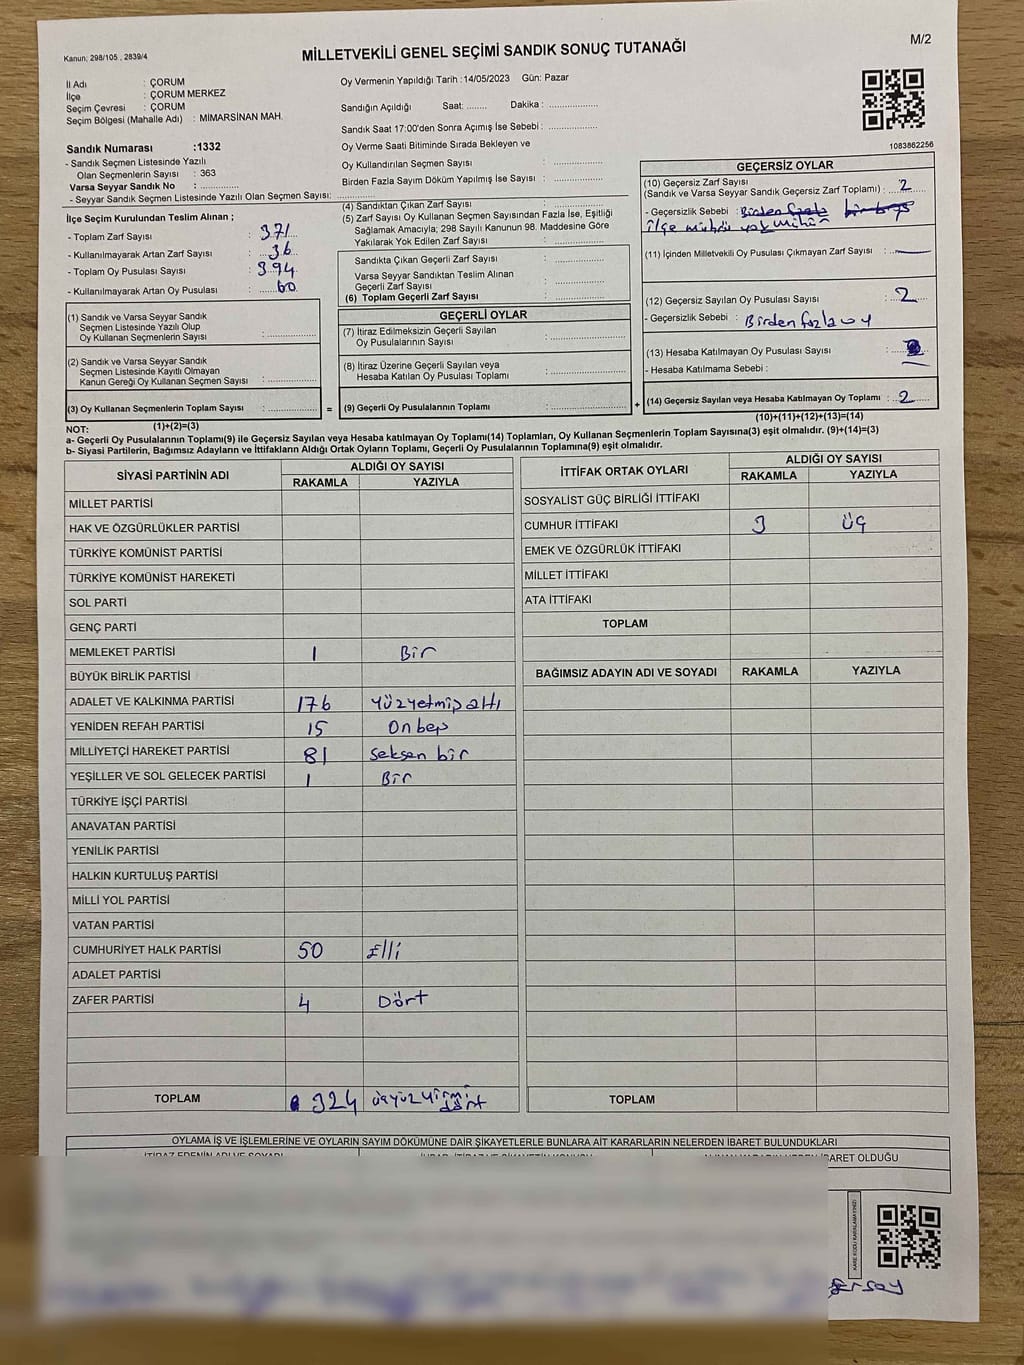 Kanun; 298/105 , 2839/4
MİLLETVEKİLİ GENEL SEÇİMİ SANDIK SONUÇ TUTANAĞI
M/2
İl Adı : ÇORUM
İlçe : ÇORUM MERKEZ
Seçim Çevresi : ÇORUM
Seçim Bölgesi (Mahalle Adı) : MİMARSİNAN MAH.
Sandık Numarası :1332
- Sandık Seçmen Listesinde Yazılı
Olan Seçmenlerin Sayısı : 363
Varsa Seyyar Sandık No : ................
- Seyyar Sandık Seçmen Listesinde Yazılı Olan Seçmen Sayısı: ................
İlçe Seçim Kurulundan Teslim Alınan ;
- Toplam Zarf Sayısı : 371
- Kullanılmayarak Artan Zarf Sayısı : 36
- Toplam Oy Pusulası Sayısı : 394
- Kullanılmayarak Artan Oy Pusulası : 60
Oy Vermenin Yapıldığı Tarih :14/05/2023 Gün: Pazar
Sandığın Açıldığı Saat: ........ Dakika : ................
Sandık Saat 17:00'den Sonra Açımış İse Sebebi : ................
Oy Verme Saati Bitiminde Sırada Bekleyen ve
Oy Kullandırılan Seçmen Sayısı : ................
Birden Fazla Sayım Döküm Yapılmış İse Sayısı : ................
(4) Sandıktan Çıkan Zarf Sayısı : ................
(5) Zarf Sayısı Oy Kullanan Seçmen Sayısından Fazla İse, Eşitliği
Sağlamak Amacıyla; 298 Sayılı Kanunun 98. Maddesine Göre
Yakılarak Yok Edilen Zarf Sayısı : ................
Sandıkta Çıkan Geçerli Zarf Sayısı : ................
Varsa Seyyar Sandıktan Teslim Alınan
Geçerli Zarf Sayısı : ................
(6) Toplam Geçerli Zarf Sayısı : ................
1083862256
GEÇERSİZ OYLAR
(10) Geçersiz Zarf Sayısı
(Sandık ve Varsa Seyyar Sandık Geçersiz Zarf Toplamı) : 2
- Geçersizlik Sebebi : Birden fazla
ilçe mührü yok
(11) İçinden Milletvekili Oy Pusulası Çıkmayan Zarf Sayısı : —
(12) Geçersiz Sayılan Oy Pusulası Sayısı : 2
- Geçersizlik Sebebi : Birden fazla oy
(13) Hesaba Katılmayan Oy Pusulası Sayısı :
- Hesaba Katılmama Sebebi : —
(14) Geçersiz Sayılan veya Hesaba Katılmayan Oy Toplamı : 2
(10)+(11)+(12)+(13)=(14)
(1) Sandık ve Varsa Seyyar Sandık
Seçmen Listesinde Yazılı Olup
Oy Kullanan Seçmenlerin Sayısı : ................
(2) Sandık ve Varsa Seyyar Sandık
Seçmen Listesinde Kayıtlı Olmayan
Kanun Gereği Oy Kullanan Seçmen Sayısı : ................
(3) Oy Kullanan Seçmenlerin Toplam Sayısı : ................ =
(1)+(2)=(3)
GEÇERLİ OYLAR
(7) İtiraz Edilmeksizin Geçerli Sayılan
Oy Pusulalarının Sayısı : ................
(8) İtiraz Üzerine Geçerli Sayılan veya
Hesaba Katılan Oy Pusulası Toplamı : ................
(9) Geçerli Oy Pusulalarının Toplamı : ................ +
NOT:
a- Geçerli Oy Pusulalarının Toplamı(9) ile Geçersiz Sayılan veya Hesaba katılmayan Oy Toplamı(14) Toplamları, Oy Kullanan Seçmenlerin Toplam Sayısına(3) eşit olmalıdır. (9)+(14)=(3)
b- Siyasi Partilerin, Bağımsız Adayların ve İttifakların Aldığı Ortak Oyların Toplamı, Geçerli Oy Pusulalarının Toplamına(9) eşit olmalıdır.
SİYASİ PARTİNİN ADI ALDIĞI OY SAYISI
RAKAMLA YAZIYLA
MİLLET PARTİSİ
HAK VE ÖZGÜRLÜKLER PARTİSİ
TÜRKİYE KOMÜNİST PARTİSİ
TÜRKİYE KOMÜNİST HAREKETİ
SOL PARTİ
GENÇ PARTİ
MEMLEKET PARTİSİ 1 Bir
BÜYÜK BİRLİK PARTİSİ
ADALET VE KALKINMA PARTİSİ 176 Yüzyetmiş altı
YENİDEN REFAH PARTİSİ 15 Onbeş
MİLLİYETÇİ HAREKET PARTİSİ 81 Seksen bir
YEŞİLLER VE SOL GELECEK PARTİSİ 1 Bir
TÜRKİYE İŞÇİ PARTİSİ
ANAVATAN PARTİSİ
YENİLİK PARTİSİ
HALKIN KURTULUŞ PARTİSİ
MİLLİ YOL PARTİSİ
VATAN PARTİSİ
CUMHURİYET HALK PARTİSİ 50 Elli
ADALET PARTİSİ
ZAFER PARTİSİ 4 Dört
TOPLAM 324 üçyüzyirmi
dört
İTTİFAK ORTAK OYLARI ALDIĞI OY SAYISI
RAKAMLA YAZIYLA
SOSYALİST GÜÇ BİRLİĞİ İTTİFAKI
CUMHUR İTTİFAKI 3 üç
EMEK VE ÖZGÜRLÜK İTTİFAKI
MİLLET İTTİFAKI
ATA İTTİFAKI
TOPLAM
BAĞIMSIZ ADAYIN ADI VE SOYADI RAKAMLA YAZIYLA
TOPLAM
OYLAMA İŞ VE İŞLEMLERİNE VE OYLARIN SAYIM DÖKÜMÜNE DAİR ŞİKAYETLERLE BUNLARA AİT KARARLARIN NELERDEN İBARET BULUNDUKLARI
İTİRAZ EDENİN ADI VE SOYADI
İBARET OLDUĞU
KARE KODU KARALAMAYINIZ!
Ersoy